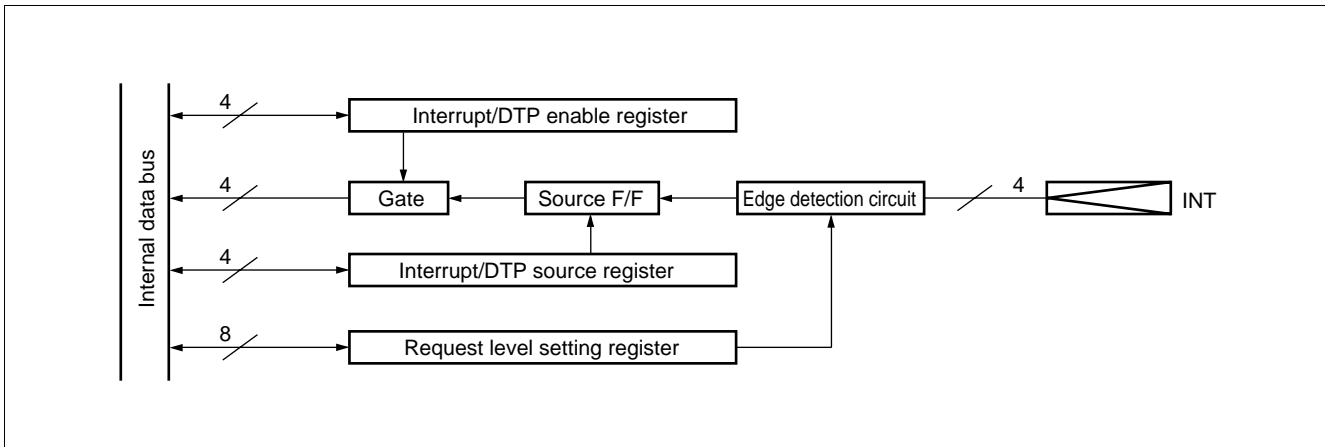 Internal data bus
4
Interrupt/DTP enable register
4
Gate
Source F/F
Edge detection circuit
4
INT
4
Interrupt/DTP source register
8
Request level setting register